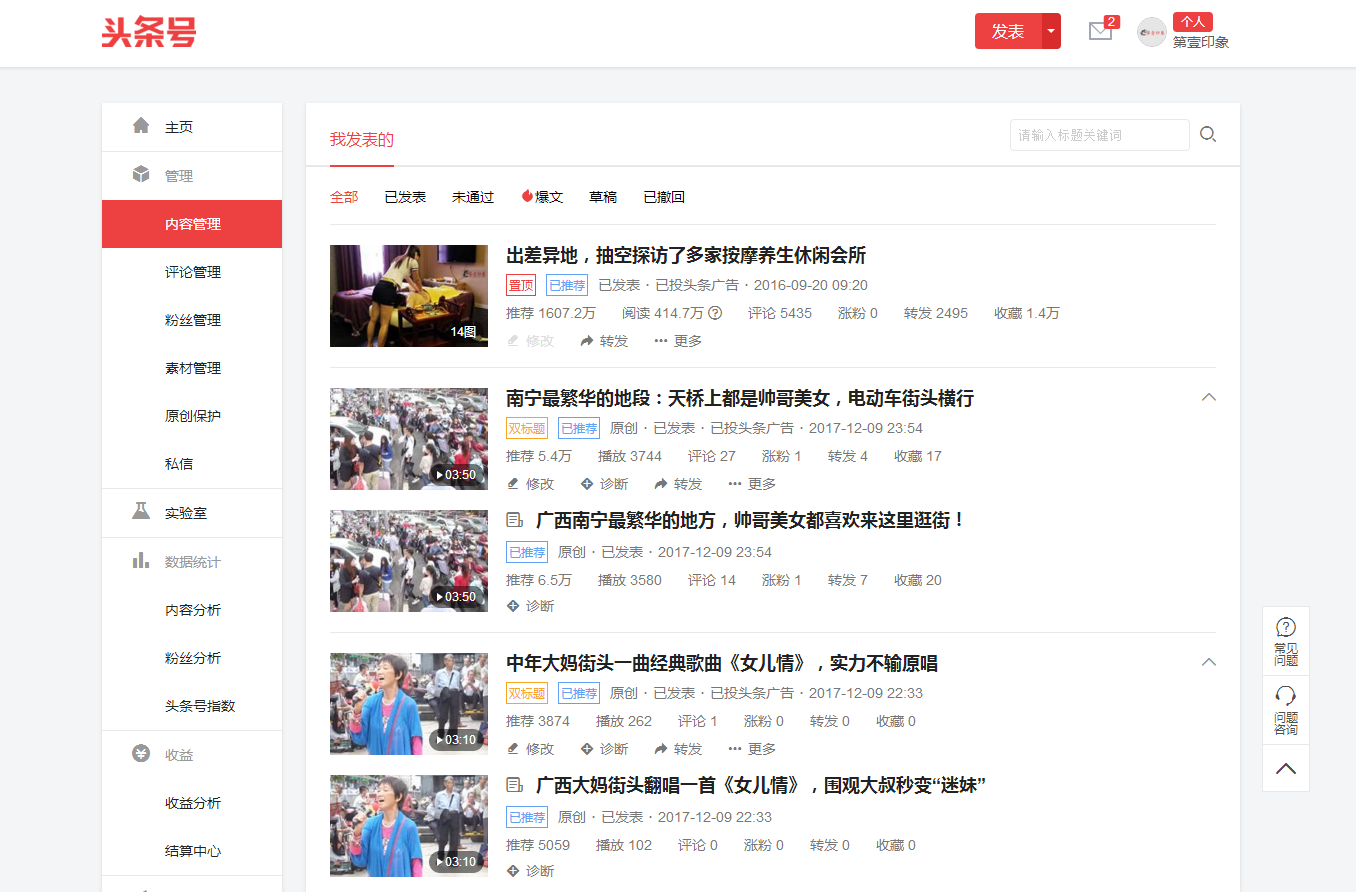 头条号
发表
2
个人
第壹印象
主页
管理
内容管理
评论管理
粉丝管理
素材管理
原创保护
私信
实验室
数据统计
内容分析
粉丝分析
头条号指数
收益
收益分析
结算中心
我发表的
请输入标题关键词
全部 已发表 未通过 爆文 草稿 已撤回
14图
出差异地，抽空探访了多家按摩养生休闲会所
置顶 已推荐 已发表 · 已投头条广告 · 2016-09-20 09:20
推荐 1607.2万 阅读 414.7万 ? 评论 5435 涨粉 0 转发 2495 收藏 1.4万
修改 转发 ··· 更多
03:50
南宁最繁华的地段：天桥上都是帅哥美女，电动车街头横行
双标题 已推荐 原创 · 已发表 · 已投头条广告 · 2017-12-09 23:54
推荐 5.4万 播放 3744 评论 27 涨粉 1 转发 4 收藏 17
修改 诊断 转发 ··· 更多
03:50
广西南宁最繁华的地方，帅哥美女都喜欢来这里逛街！
已推荐 原创 · 已发表 · 2017-12-09 23:54
推荐 6.5万 播放 3580 评论 14 涨粉 1 转发 7 收藏 20
诊断
03:10
中年大妈街头一曲经典歌曲《女儿情》，实力不输原唱
双标题 已推荐 原创 · 已发表 · 已投头条广告 · 2017-12-09 22:33
推荐 3874 播放 262 评论 1 涨粉 0 转发 0 收藏 0
修改 诊断 转发 ··· 更多
03:10
广西大妈街头翻唱一首《女儿情》，围观大叔秒变“迷妹”
已推荐 原创 · 已发表 · 2017-12-09 22:33
推荐 5059 播放 102 评论 0 涨粉 0 转发 0 收藏 0
诊断
常见
问题
问题
咨询